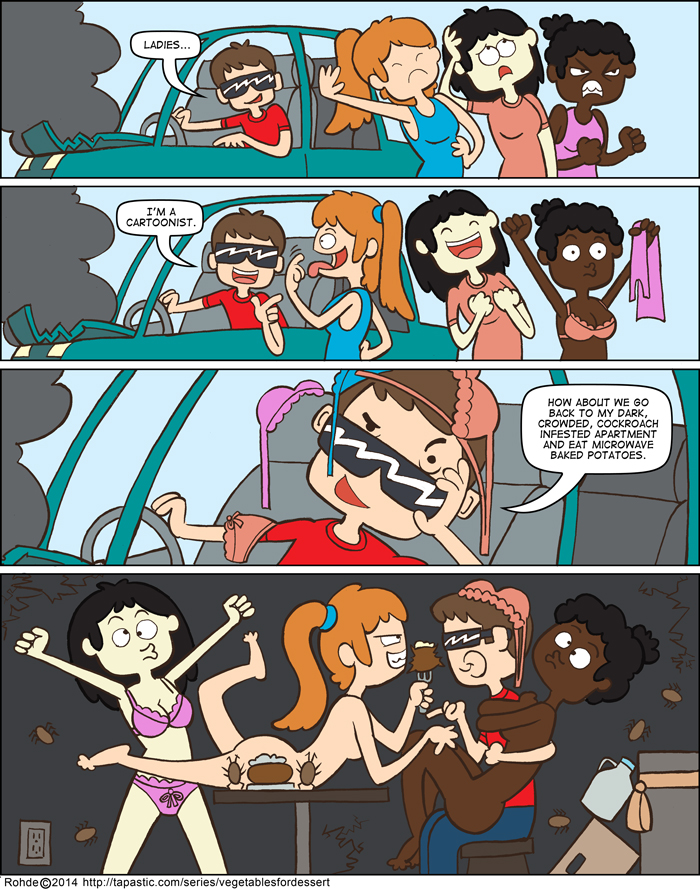 LADIES...
I'M A
CARTOONIST.
HOW ABOUT WE GO
BACK TO MY DARK,
CROWDED, COCKROACH
INFESTED APARTMENT
AND EAT MICROWAVE
BAKED POTATOES.
Rohde©2014 http://tapastic.com/series/vegetablesfordessert